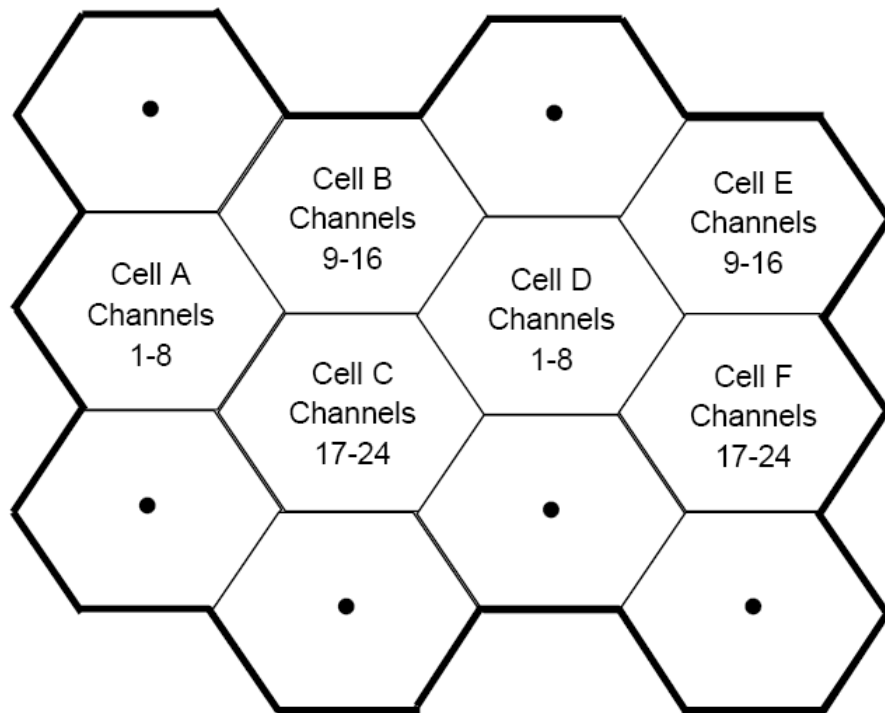 Cell B
Channels
9-16
Cell E
Channels
9-16
Cell A
Channels
1-8
Cell D
Channels
1-8
Cell C
Channels
17-24
Cell F
Channels
17-24